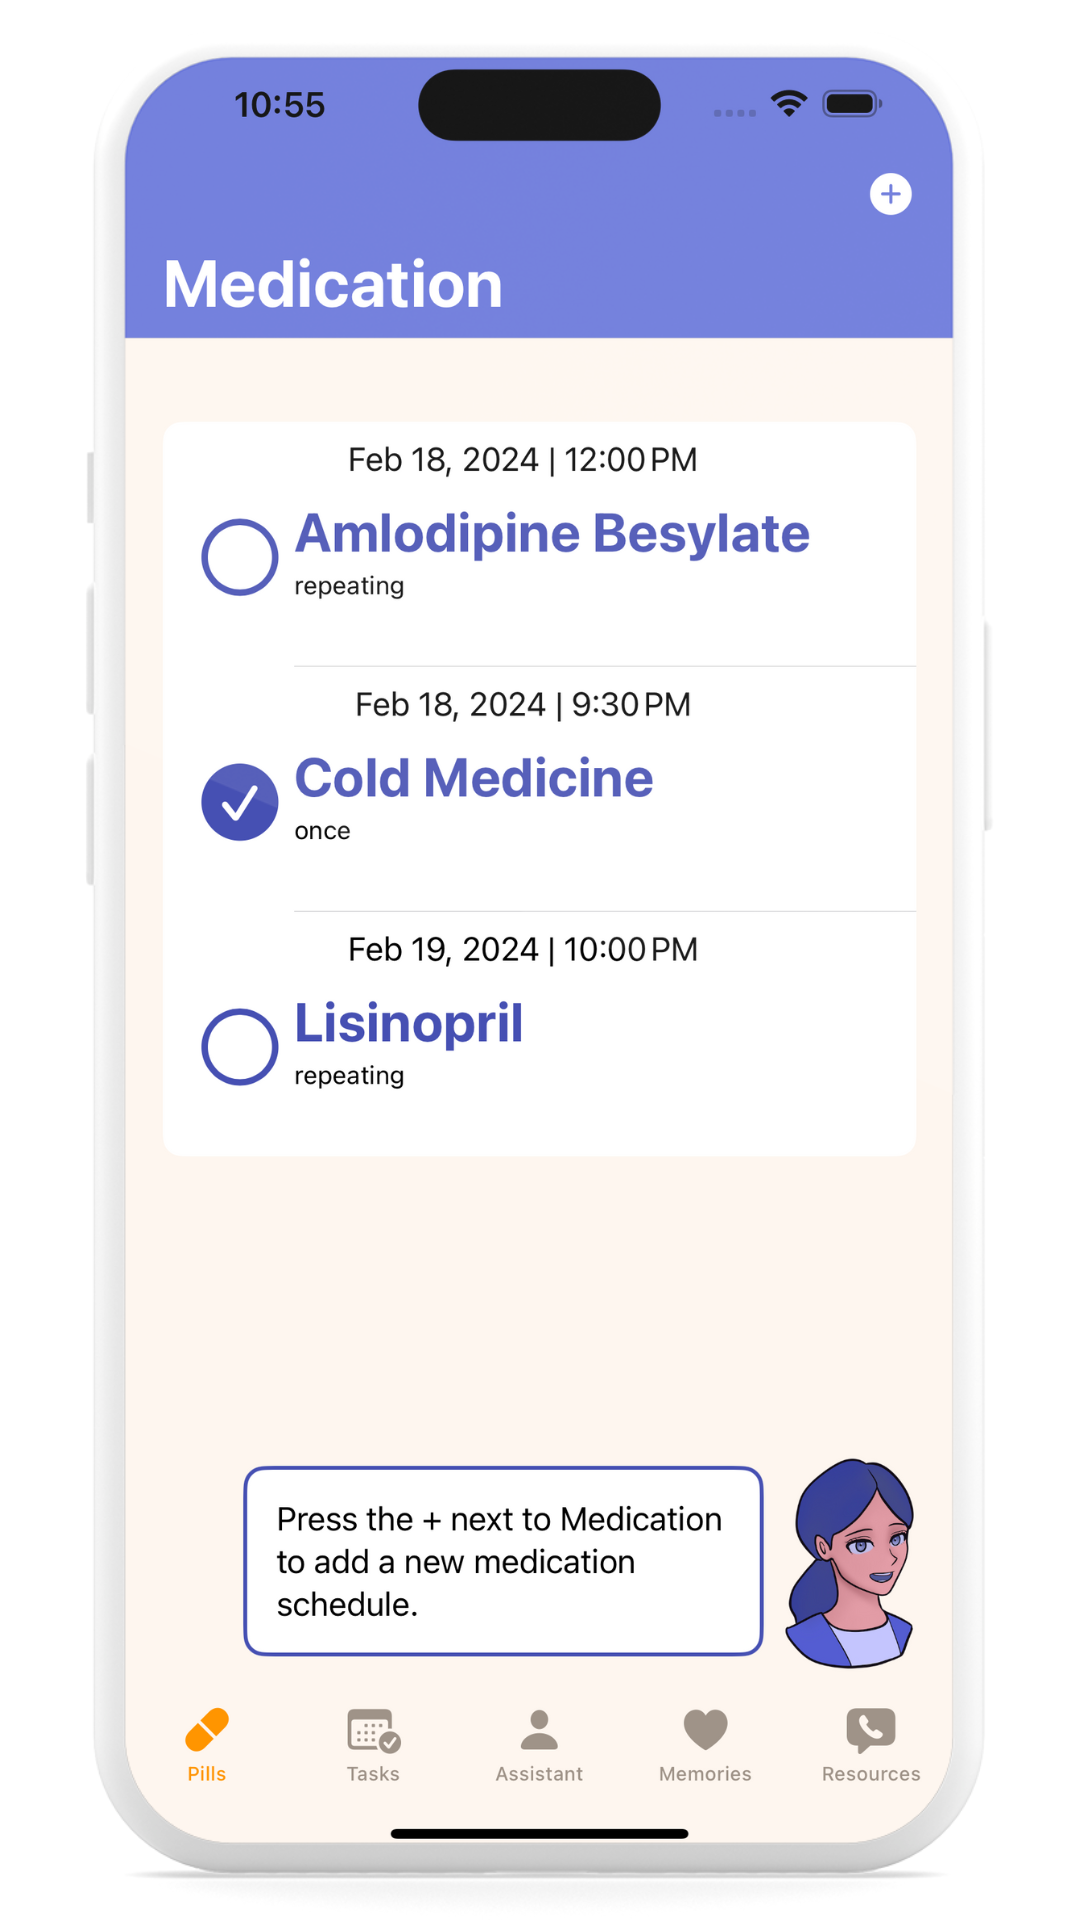 10:55
Medication
Feb 18, 2024 | 12:00 PM
Amlodipine Besylate
repeating
Feb 18, 2024 | 9:30 PM
Cold Medicine
once
Feb 19, 2024 | 10:00 PM
Lisinopril
repeating
Press the + next to Medication
to add a new medication
schedule.
Pills Tasks Assistant Memories Resources